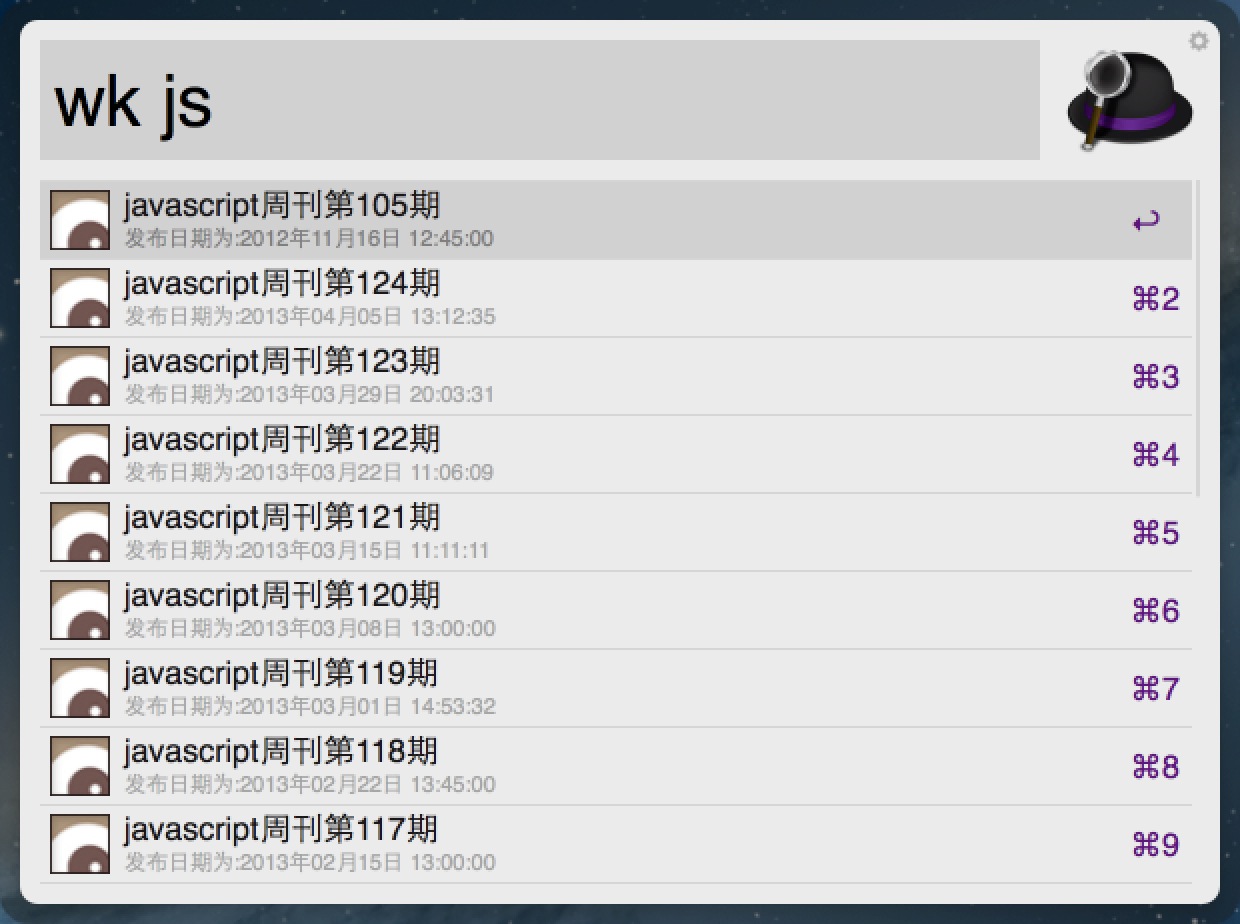 wk js
javascript周刊第105期
发布日期为:2012年11月16日 12:45:00
javascript周刊第124期
发布日期为:2013年04月05日 13:12:35
⌘2
javascript周刊第123期
发布日期为:2013年03月29日 20:03:31
⌘3
javascript周刊第122期
发布日期为:2013年03月22日 11:06:09
⌘4
javascript周刊第121期
发布日期为:2013年03月15日 11:11:11
⌘5
javascript周刊第120期
发布日期为:2013年03月08日 13:00:00
⌘6
javascript周刊第119期
发布日期为:2013年03月01日 14:53:32
⌘7
javascript周刊第118期
发布日期为:2013年02月22日 13:45:00
⌘8
javascript周刊第117期
发布日期为:2013年02月15日 13:00:00
⌘9